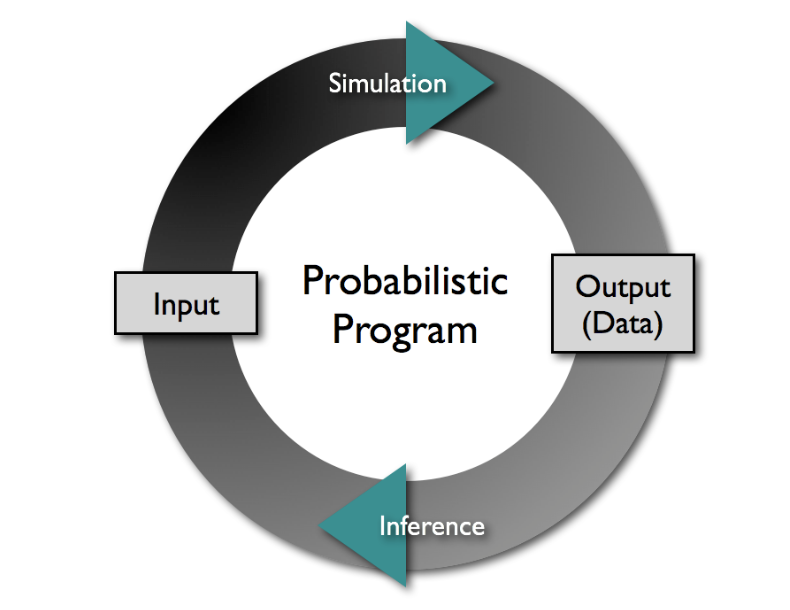 Simulation
Probabilistic
Program
Input
Output
(Data)
Inference